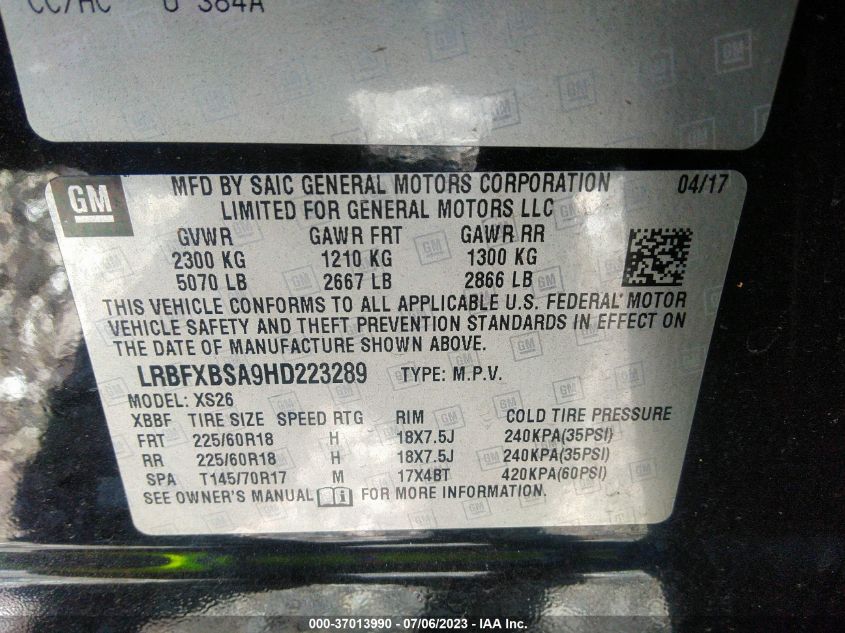 CC/HC U 384A
GM
MFD BY SAIC GENERAL MOTORS CORPORATION 04/17
LIMITED FOR GENERAL MOTORS LLC
GVWR GAWR FRT GAWR RR
2300 KG 1210 KG 1300 KG
5070 LB 2667 LB 2866 LB
THIS VEHICLE CONFORMS TO ALL APPLICABLE U.S. FEDERAL MOTOR
VEHICLE SAFETY AND THEFT PREVENTION STANDARDS IN EFFECT ON
THE DATE OF MANUFACTURE SHOWN ABOVE.
LRBFXBSA9HD223289 TYPE: M.P.V.
MODEL: XS26
XBBF TIRE SIZE SPEED RTG RIM COLD TIRE PRESSURE
FRT 225/60R18 H 18X7.5J 240KPA(35PSI)
RR 225/60R18 H 18X7.5J 240KPA(35PSI)
SPA T145/70R17 M 17X4BT 420KPA(60PSI)
SEE OWNER'S MANUAL FOR MORE INFORMATION.
000-37013990 - 07/06/2023 - IAA Inc.